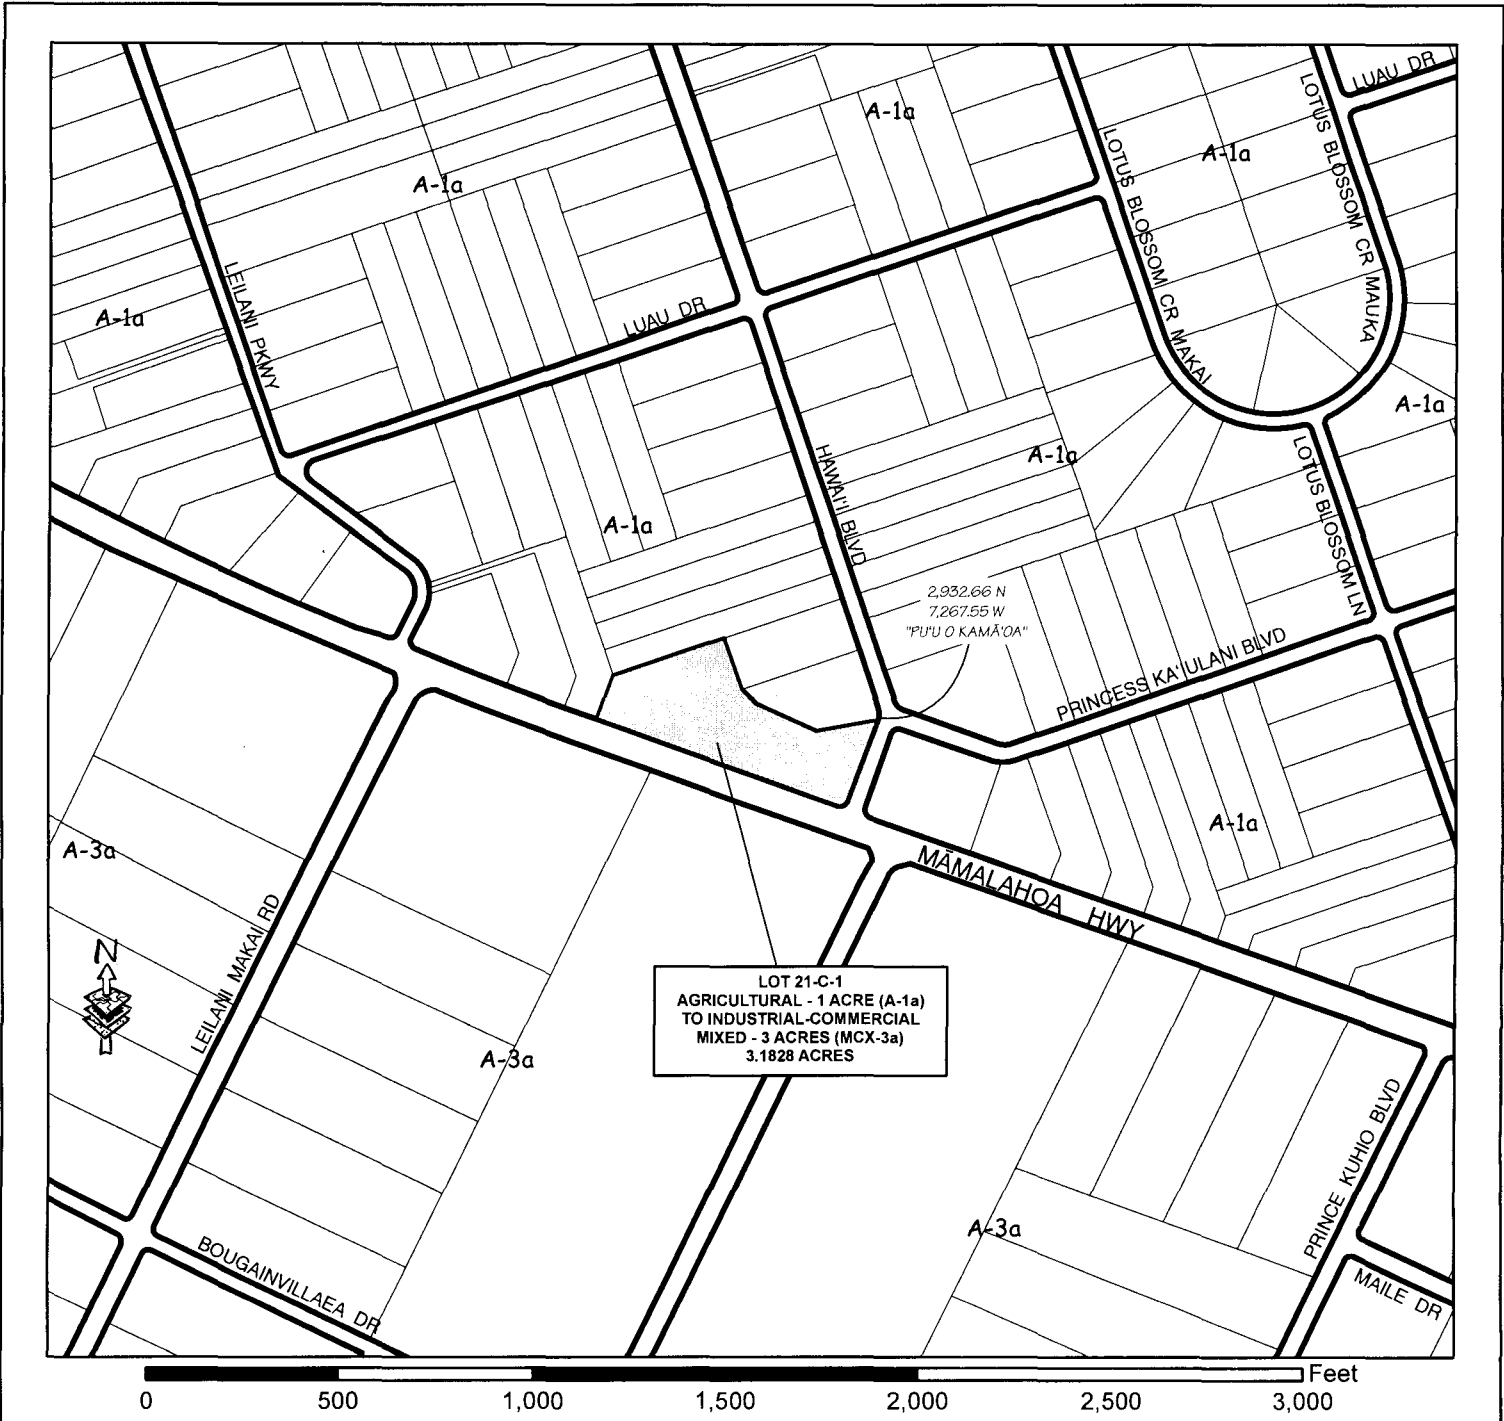 LUAU DR
A-1a
A-1a
LOTUS BLOSSOM CR MAKAI
A-1a
LOTUS BLOSSOM CR MAUKA
LEILANI PKWY
A-1a
LUAU DR
A-1a
A-1a
HAWAI'I BLVD
LOTUS BLOSSOM LN
A-1a
2,932.66 N
7,267.55 W
"PU'U O KAMĀ'OA"
PRINCESS KA'IULANI BLVD
A-1a
A-3a
MĀMALAHOA HWY
LEILANI MAKAI RD
N
LOT 21-C-1
AGRICULTURAL - 1 ACRE (A-1a)
TO INDUSTRIAL-COMMERCIAL
MIXED - 3 ACRES (MCX-3a)
3.1828 ACRES
A-3a
PRINCE KUHIO BLVD
A-3a
BOUGAINVILLAEA DR
MAILE DR
Feet
0 500 1,000 1,500 2,000 2,500 3,000